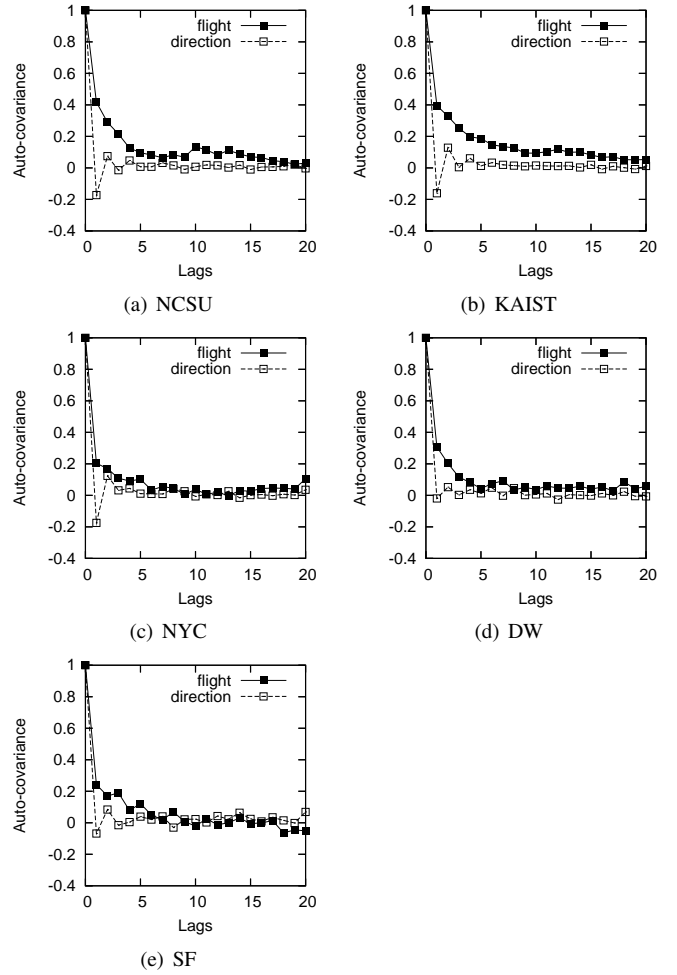 1
0.8
0.6
0.4
0.2
0
-0.2
-0.4
Auto-covariance
flight
direction
0 5 10 15 20
Lags
(a) NCSU
1
0.8
0.6
0.4
0.2
0
-0.2
-0.4
Auto-covariance
flight
direction
0 5 10 15 20
Lags
(b) KAIST
1
0.8
0.6
0.4
0.2
0
-0.2
-0.4
Auto-covariance
flight
direction
0 5 10 15 20
Lags
(c) NYC
1
0.8
0.6
0.4
0.2
0
-0.2
-0.4
Auto-covariance
flight
direction
0 5 10 15 20
Lags
(d) DW
1
0.8
0.6
0.4
0.2
0
-0.2
-0.4
Auto-covariance
flight
direction
0 5 10 15 20
Lags
(e) SF